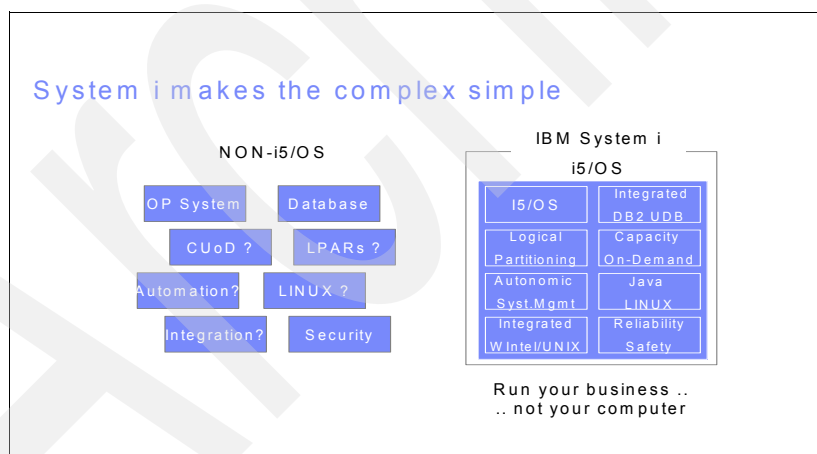 System i makes the complex simple
NON-i5/OS
OP System
Database
CUoD ?
LPARs ?
Automation?
LINUX ?
Integration?
Security
IBM System i
i5/OS
I5/OS
Integrated
DB2 UDB
Logical
Partitioning
Capacity
On-Demand
Autonomic
Syst.Mgmt
Java
LINUX
Integrated
WIntel/UNIX
Reliability
Safety
Run your business ..
.. not your computer